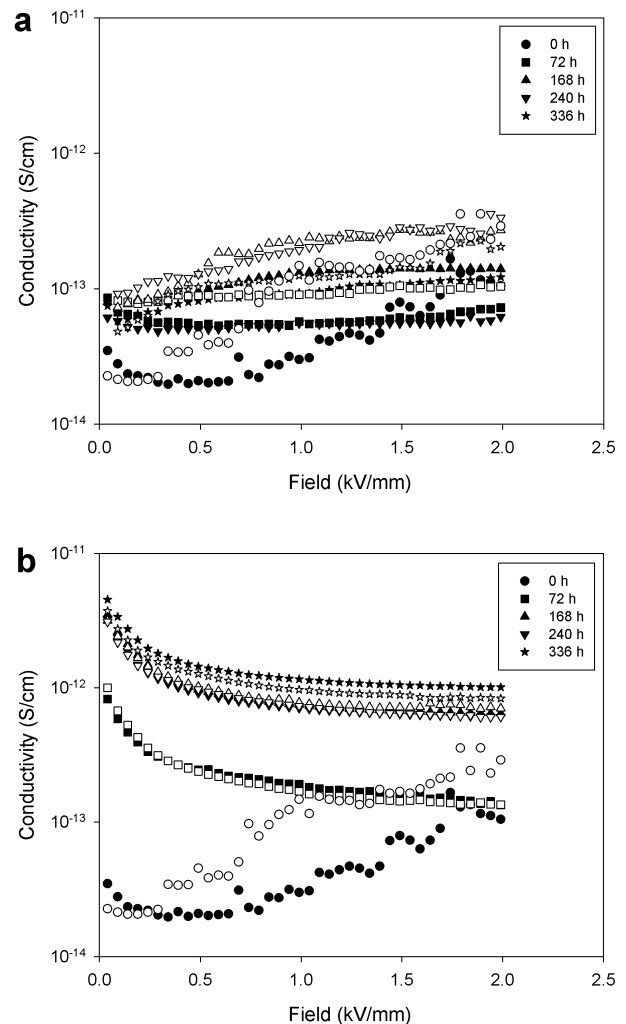 a
10-11
10-12
10-13
10-14
Conductivity (S/cm)
0 h
72 h
168 h
240 h
336 h
0.0 0.5 1.0 1.5 2.0 2.5
Field (kV/mm)
b
10-11
10-12
10-13
10-14
Conductivity (S/cm)
0 h
72 h
168 h
240 h
336 h
0.0 0.5 1.0 1.5 2.0 2.5
Field (kV/mm)